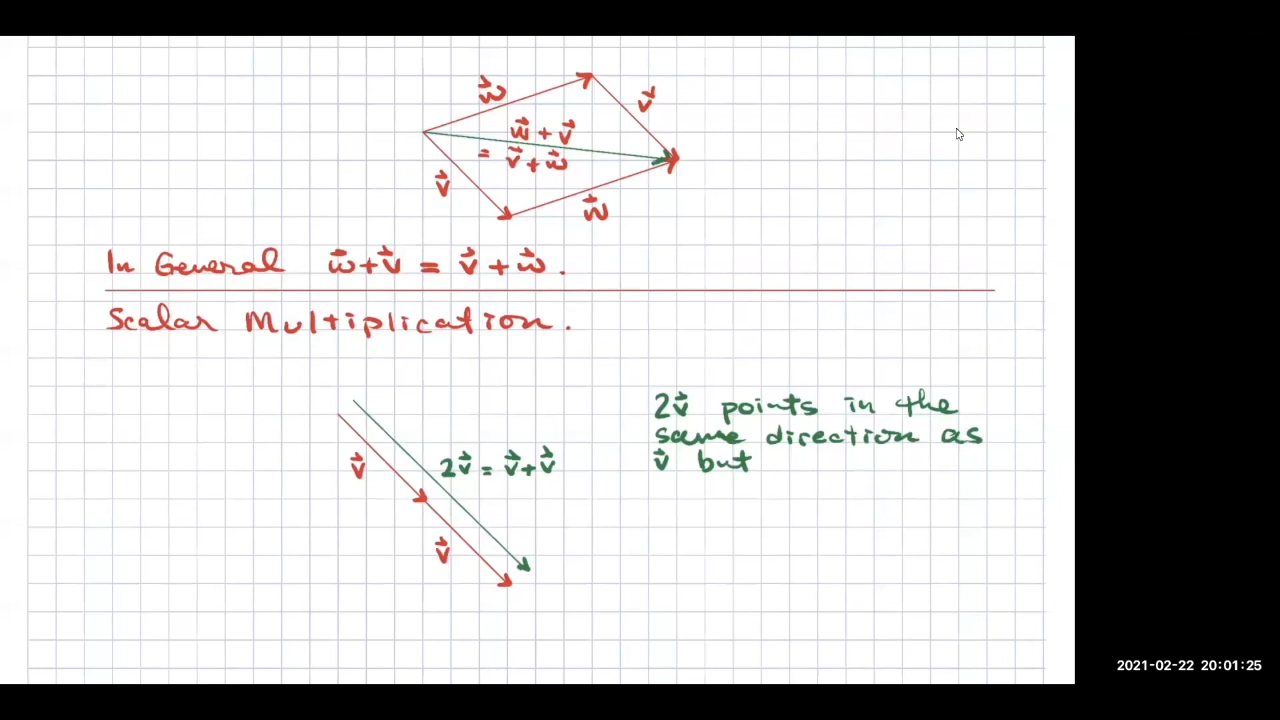 w⃗
v⃗
w⃗ + v⃗
= v⃗ + w⃗
v⃗
w⃗
In General w⃗ + v⃗ = v⃗ + w⃗ .
Scalar Multiplication .
2v⃗ points in the
same direction as
v⃗ but
v⃗
2v⃗ = v⃗ + v⃗
v⃗
2021-02-22 20:01:25